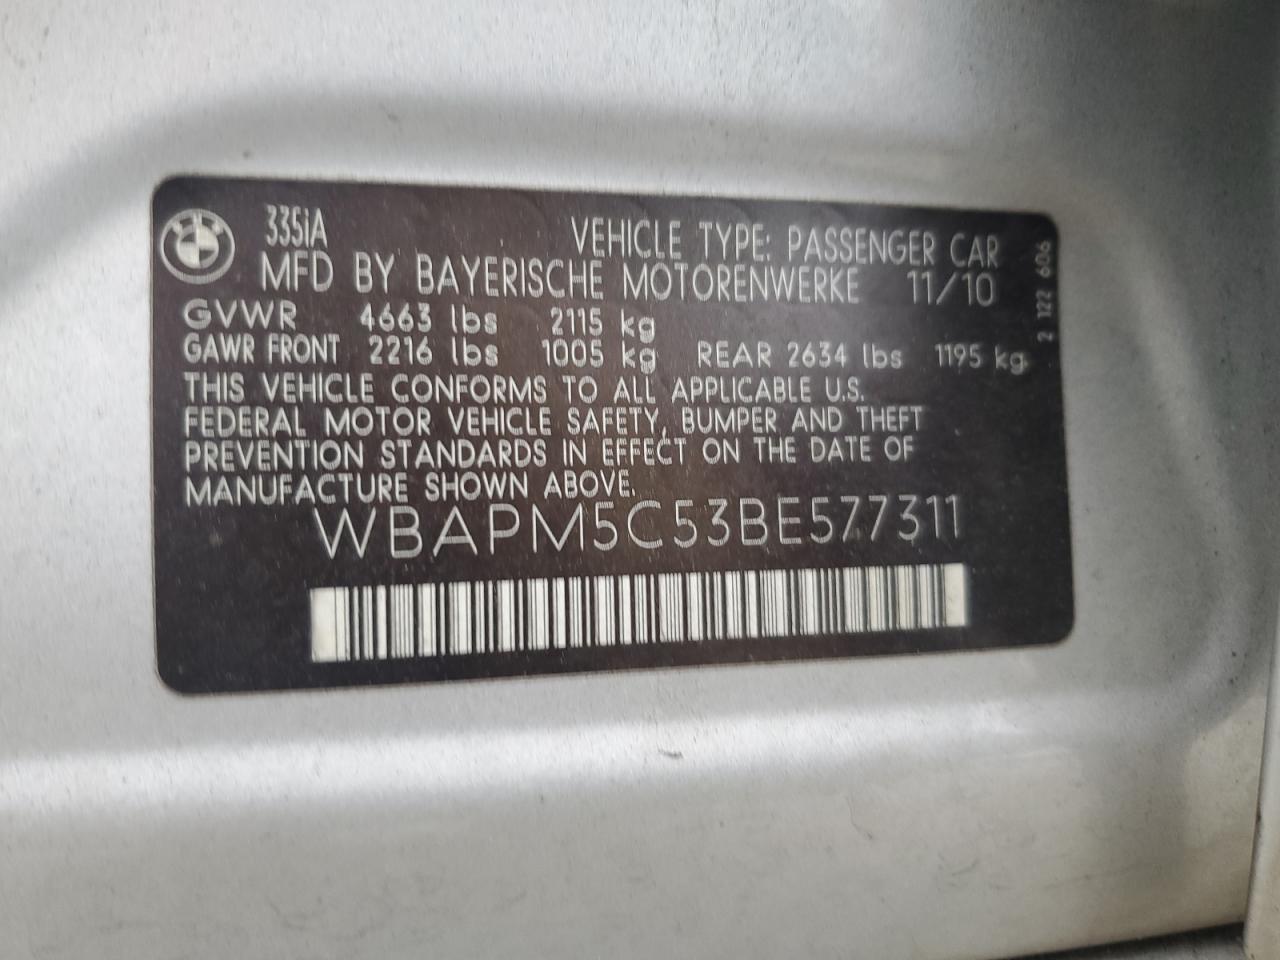 BMW
335iA VEHICLE TYPE: PASSENGER CAR
MFD BY BAYERISCHE MOTORENWERKE 11/10
GVWR 4663 lbs 2115 kg
GAWR FRONT 2216 lbs 1005 kg REAR 2634 lbs 1195 kg
THIS VEHICLE CONFORMS TO ALL APPLICABLE U.S.
FEDERAL MOTOR VEHICLE SAFETY, BUMPER AND THEFT
PREVENTION STANDARDS IN EFFECT ON THE DATE OF
MANUFACTURE SHOWN ABOVE.
WBAPM5C53BE577311
2 122 606